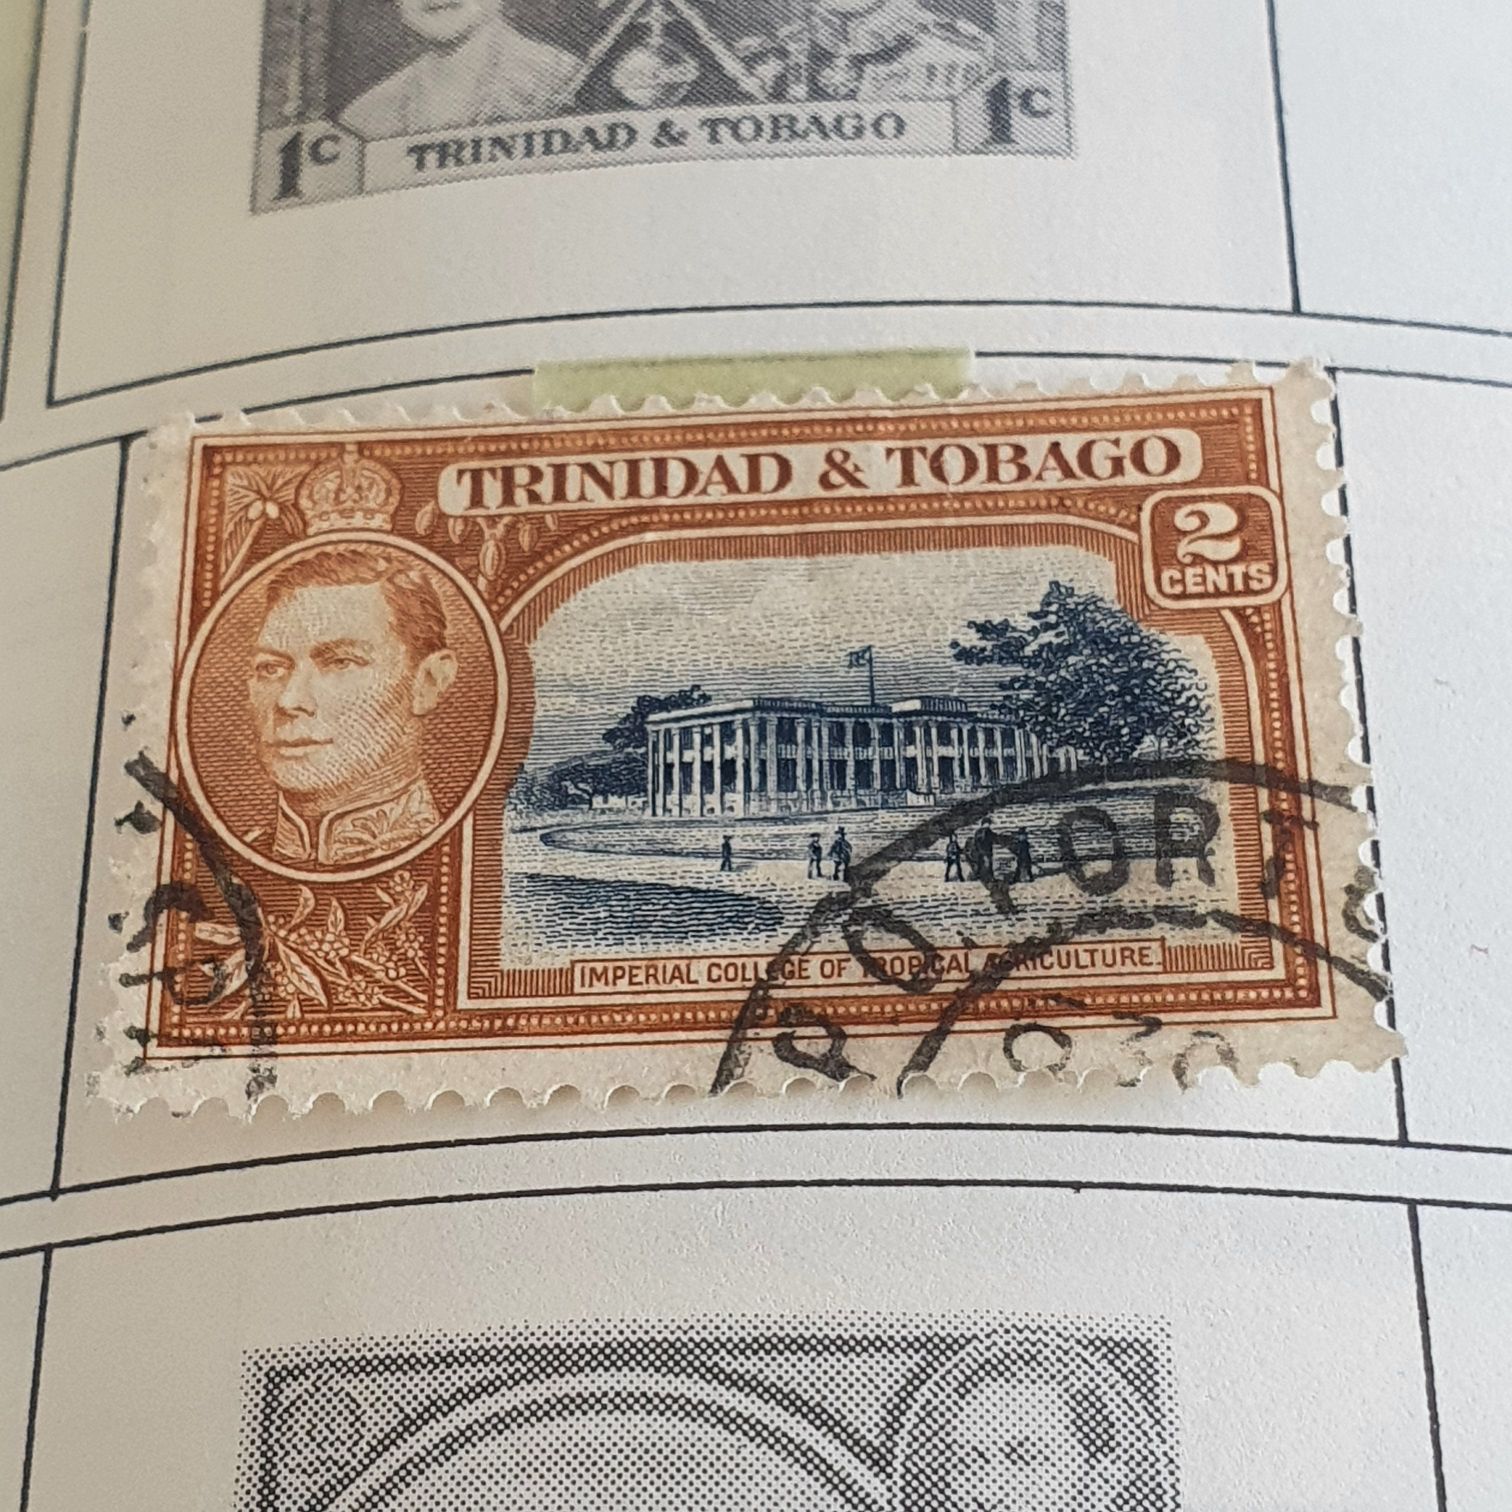 1c TRINIDAD & TOBAGO 1c
TRINIDAD & TOBAGO
2
CENTS
IMPERIAL COLLEGE OF TROPICAL AGRICULTURE.